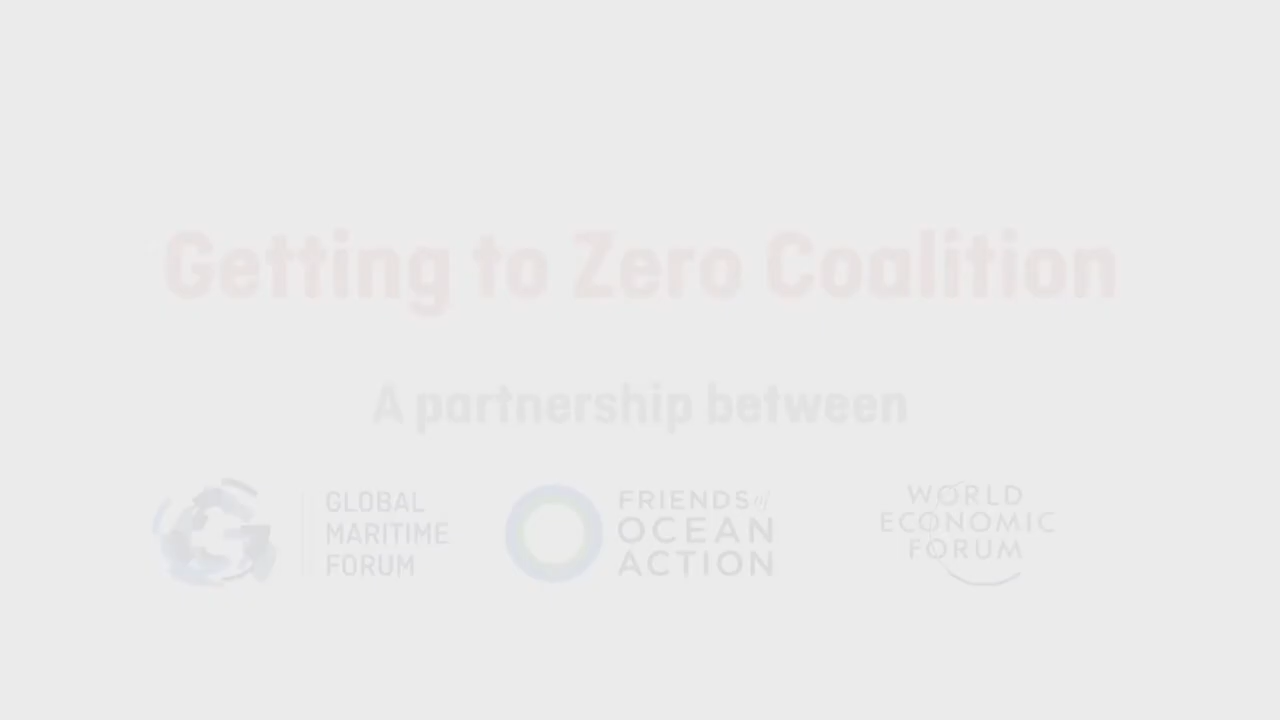 Getting to Zero Coalition
A partnership between
GLOBAL
MARITIME
FORUM
FRIENDS of
OCEAN
ACTION
WORLD
ECONOMIC
FORUM